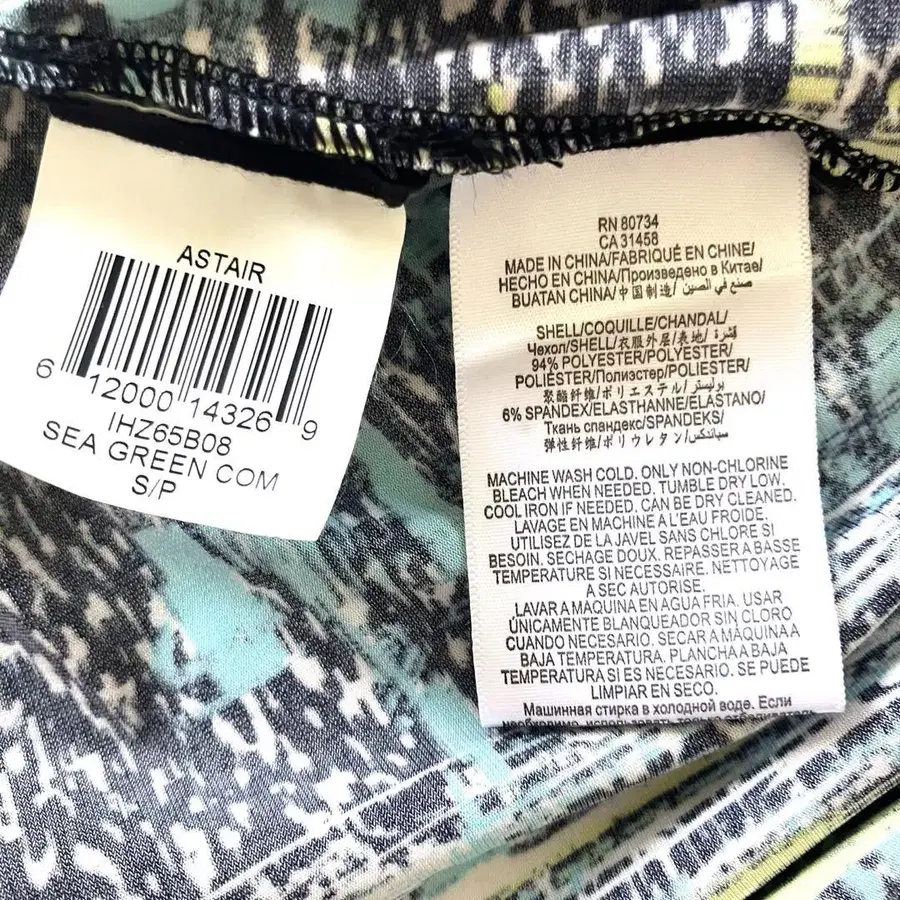 ASTAIR
6 12000 14326 9
IHZ65B08
SEA GREEN COM
S/P
RN 80734
CA 31458
MADE IN CHINA/FABRIQUÉ EN CHINE/
HECHO EN CHINA/Произведено в Китае/
BUATAN CHINA/中国制造/ صنع في الصين
SHELL/COQUILLE/CHANDAL/
Чехол/SHELL/衣服外层/表地/ قشرة
94% POLYESTER/POLYESTER/
POLIÉSTER/Полиэстер/POLIESTER/
聚酯纤维/ポリエステル/ بوليستر
6% SPANDEX/ELASTHANNE/ELASTANO/
Ткань спандекс/SPANDEKS/
弹性纤维/ポリウレタン/سباندكس
MACHINE WASH COLD. ONLY NON-CHLORINE
BLEACH WHEN NEEDED. TUMBLE DRY LOW.
COOL IRON IF NEEDED. CAN BE DRY CLEANED.
LAVAGE EN MACHINE À L'EAU FROIDE.
UTILISEZ DE LA JAVEL SANS CHLORE SI
BESOIN. SECHAGE DOUX. REPASSER A BASSE
TEMPERATURE SI NECESSAIRE. NETTOYAGE
A SEC AUTORISE.
LAVAR A MAQUINA EN AGUA FRIA. USAR
ÚNICAMENTE BLANQUEADOR SIN CLORO
CUANDO NECESARIO. SECAR A MÁQUINA A
BAJA TEMPERATURA. PLANCHA A BAJA
TEMPERATURA SI ES NECESARIO. SE PUEDE
LIMPIAR EN SECO.
Машинная стирка в холодной воде. Если
необходимо, использовать только